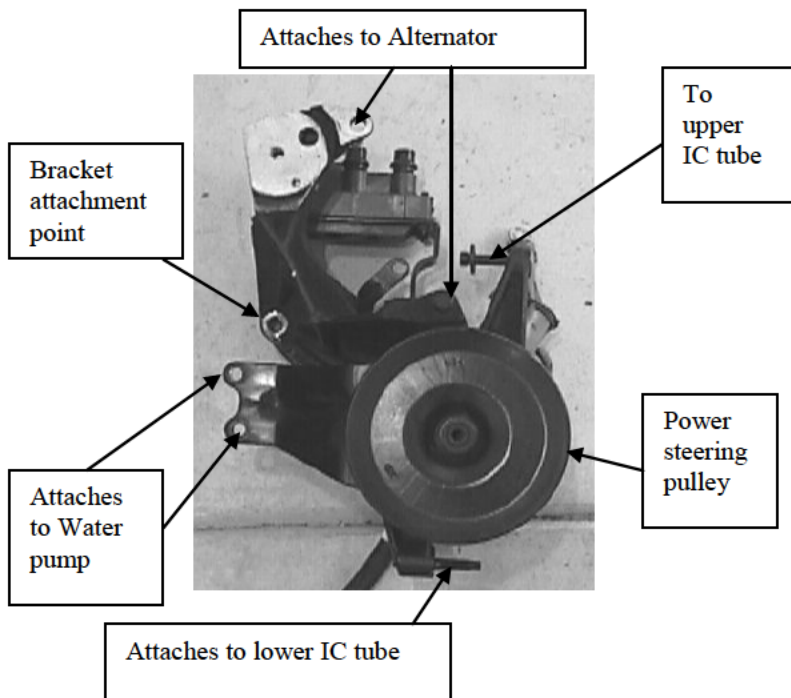 Attaches to Alternator
To
upper
IC tube
Bracket
attachment
point
Power
steering
pulley
Attaches
to Water
pump
Attaches to lower IC tube